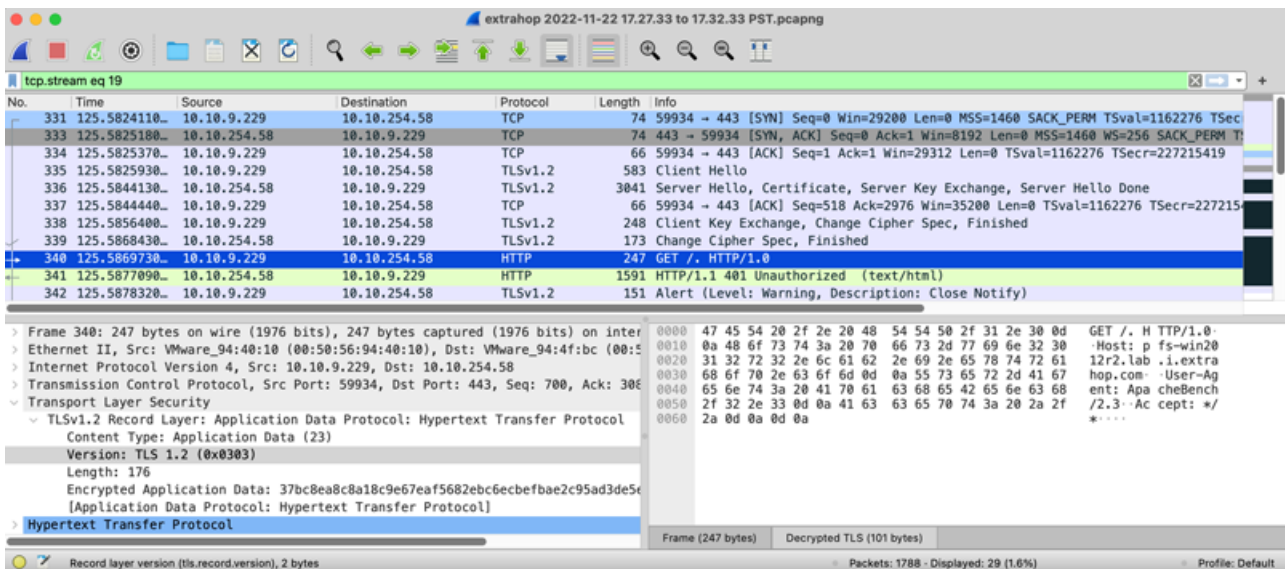 extrahop 2022-11-22 17.27.33 to 17.32.33 PST.pcapng
tcp.stream eq 19
No. Time Source Destination Protocol Length Info
331 125.5824110… 10.10.9.229 10.10.254.58 TCP 74 59934 → 443 [SYN] Seq=0 Win=29200 Len=0 MSS=1460 SACK_PERM TSval=1162276 TSec
333 125.5825180… 10.10.254.58 10.10.9.229 TCP 74 443 → 59934 [SYN, ACK] Seq=0 Ack=1 Win=8192 Len=0 MSS=1460 WS=256 SACK_PERM T
334 125.5825370… 10.10.9.229 10.10.254.58 TCP 66 59934 → 443 [ACK] Seq=1 Ack=1 Win=29312 Len=0 TSval=1162276 TSecr=227215419
335 125.5825930… 10.10.9.229 10.10.254.58 TLSv1.2 583 Client Hello
336 125.5844130… 10.10.254.58 10.10.9.229 TLSv1.2 3041 Server Hello, Certificate, Server Key Exchange, Server Hello Done
337 125.5844440… 10.10.9.229 10.10.254.58 TCP 66 59934 → 443 [ACK] Seq=518 Ack=2976 Win=35200 Len=0 TSval=1162276 TSecr=2272154
338 125.5856400… 10.10.9.229 10.10.254.58 TLSv1.2 248 Client Key Exchange, Change Cipher Spec, Finished
339 125.5868430… 10.10.254.58 10.10.9.229 TLSv1.2 173 Change Cipher Spec, Finished
340 125.5869730… 10.10.9.229 10.10.254.58 HTTP 247 GET /. HTTP/1.0
341 125.5877090… 10.10.254.58 10.10.9.229 HTTP 1591 HTTP/1.1 401 Unauthorized (text/html)
342 125.5878320… 10.10.9.229 10.10.254.58 TLSv1.2 151 Alert (Level: Warning, Description: Close Notify)
Frame 340: 247 bytes on wire (1976 bits), 247 bytes captured (1976 bits) on inter
Ethernet II, Src: VMware_94:40:10 (00:50:56:94:40:10), Dst: VMware_94:4f:bc (00:5
Internet Protocol Version 4, Src: 10.10.9.229, Dst: 10.10.254.58
Transmission Control Protocol, Src Port: 59934, Dst Port: 443, Seq: 700, Ack: 308
Transport Layer Security
TLSv1.2 Record Layer: Application Data Protocol: Hypertext Transfer Protocol
Content Type: Application Data (23)
Version: TLS 1.2 (0x0303)
Length: 176
Encrypted Application Data: 37bc8ea8c8a18c9e67eaf5682ebc6ecbefbae2c95ad3de5e
[Application Data Protocol: Hypertext Transfer Protocol]
Hypertext Transfer Protocol
0000 47 45 54 20 2f 2e 20 48 54 54 50 2f 31 2e 30 0d GET /. H TTP/1.0·
0010 0a 48 6f 73 74 3a 20 70 66 73 2d 77 69 6e 32 30 ·Host: p fs-win20
0020 31 32 72 32 2e 6c 61 62 2e 69 2e 65 78 74 72 61 12r2.lab .i.extra
0030 68 6f 70 2e 63 6f 6d 0d 0a 55 73 65 72 2d 41 67 hop.com· ·User-Ag
0040 65 6e 74 3a 20 41 70 61 63 68 65 42 65 6e 63 68 ent: Apa cheBench
0050 2f 32 2e 33 0d 0a 41 63 63 65 70 74 3a 20 2a 2f /2.3··Ac cept: */
0060 2a 0d 0a 0d 0a *····
Frame (247 bytes) Decrypted TLS (101 bytes)
Record layer version (tls.record.version), 2 bytes Packets: 1788 · Displayed: 29 (1.6%) Profile: Default